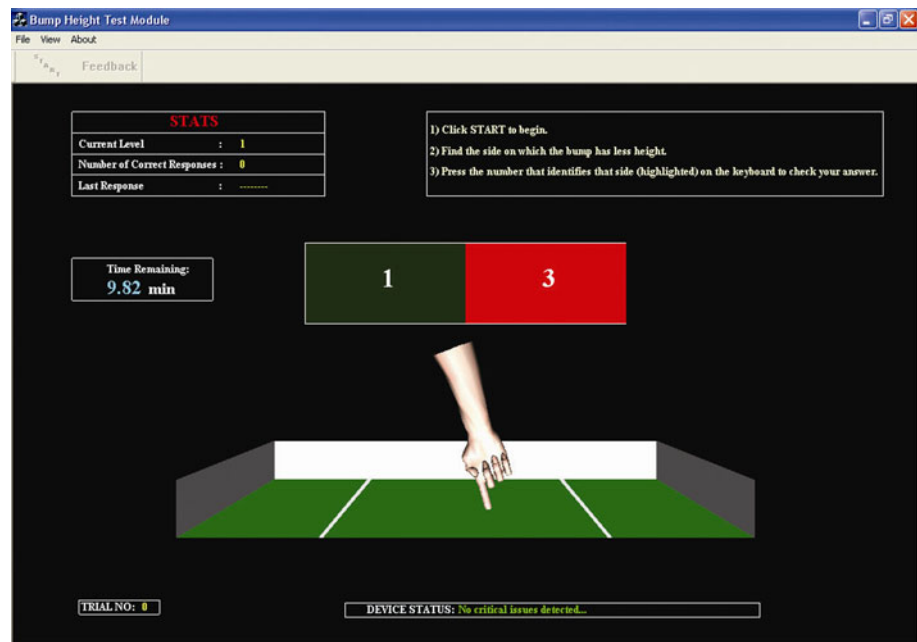 Bump Height Test Module
File View About
START Feedback
STATS
Current Level : 1
Number of Correct Responses : 0
Last Response : --------
1) Click START to begin.
2) Find the side on which the bump has less height.
3) Press the number that identifies that side (highlighted) on the keyboard to check your answer.
Time Remaining:
9.82 min
1 3
TRIAL NO: 0
DEVICE STATUS: No critical issues detected...